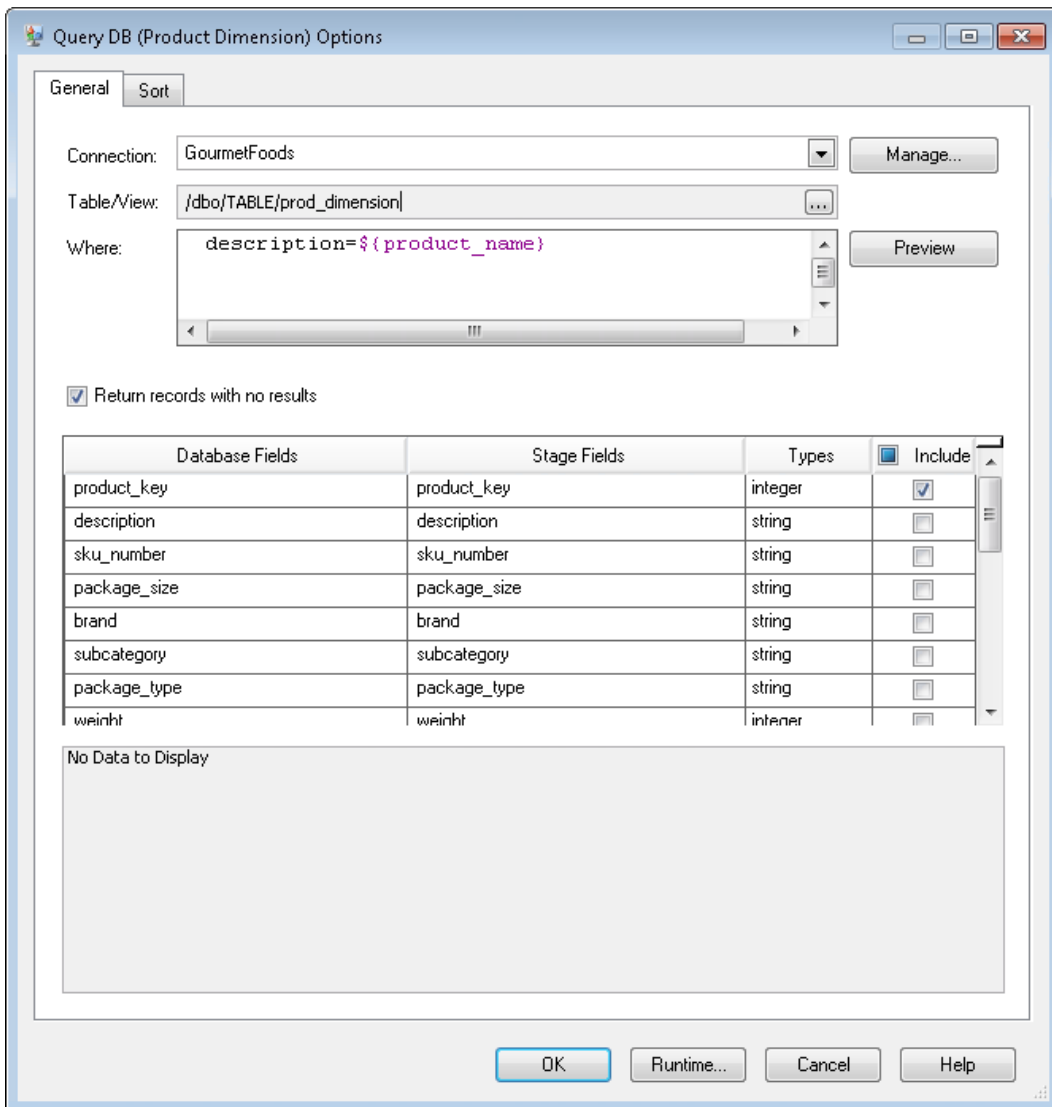 Query DB (Product Dimension) Options
General Sort
Connection: GourmetFoods Manage...
Table/View: /dbo/TABLE/prod_dimension ...
Where: description=${product_name} Preview
Return records with no results
Database Fields Stage Fields Types Include
product_key product_key integer
description description string
sku_number sku_number string
package_size package_size string
brand brand string
subcategory subcategory string
package_type package_type string
weight weight integer
No Data to Display
OK Runtime... Cancel Help